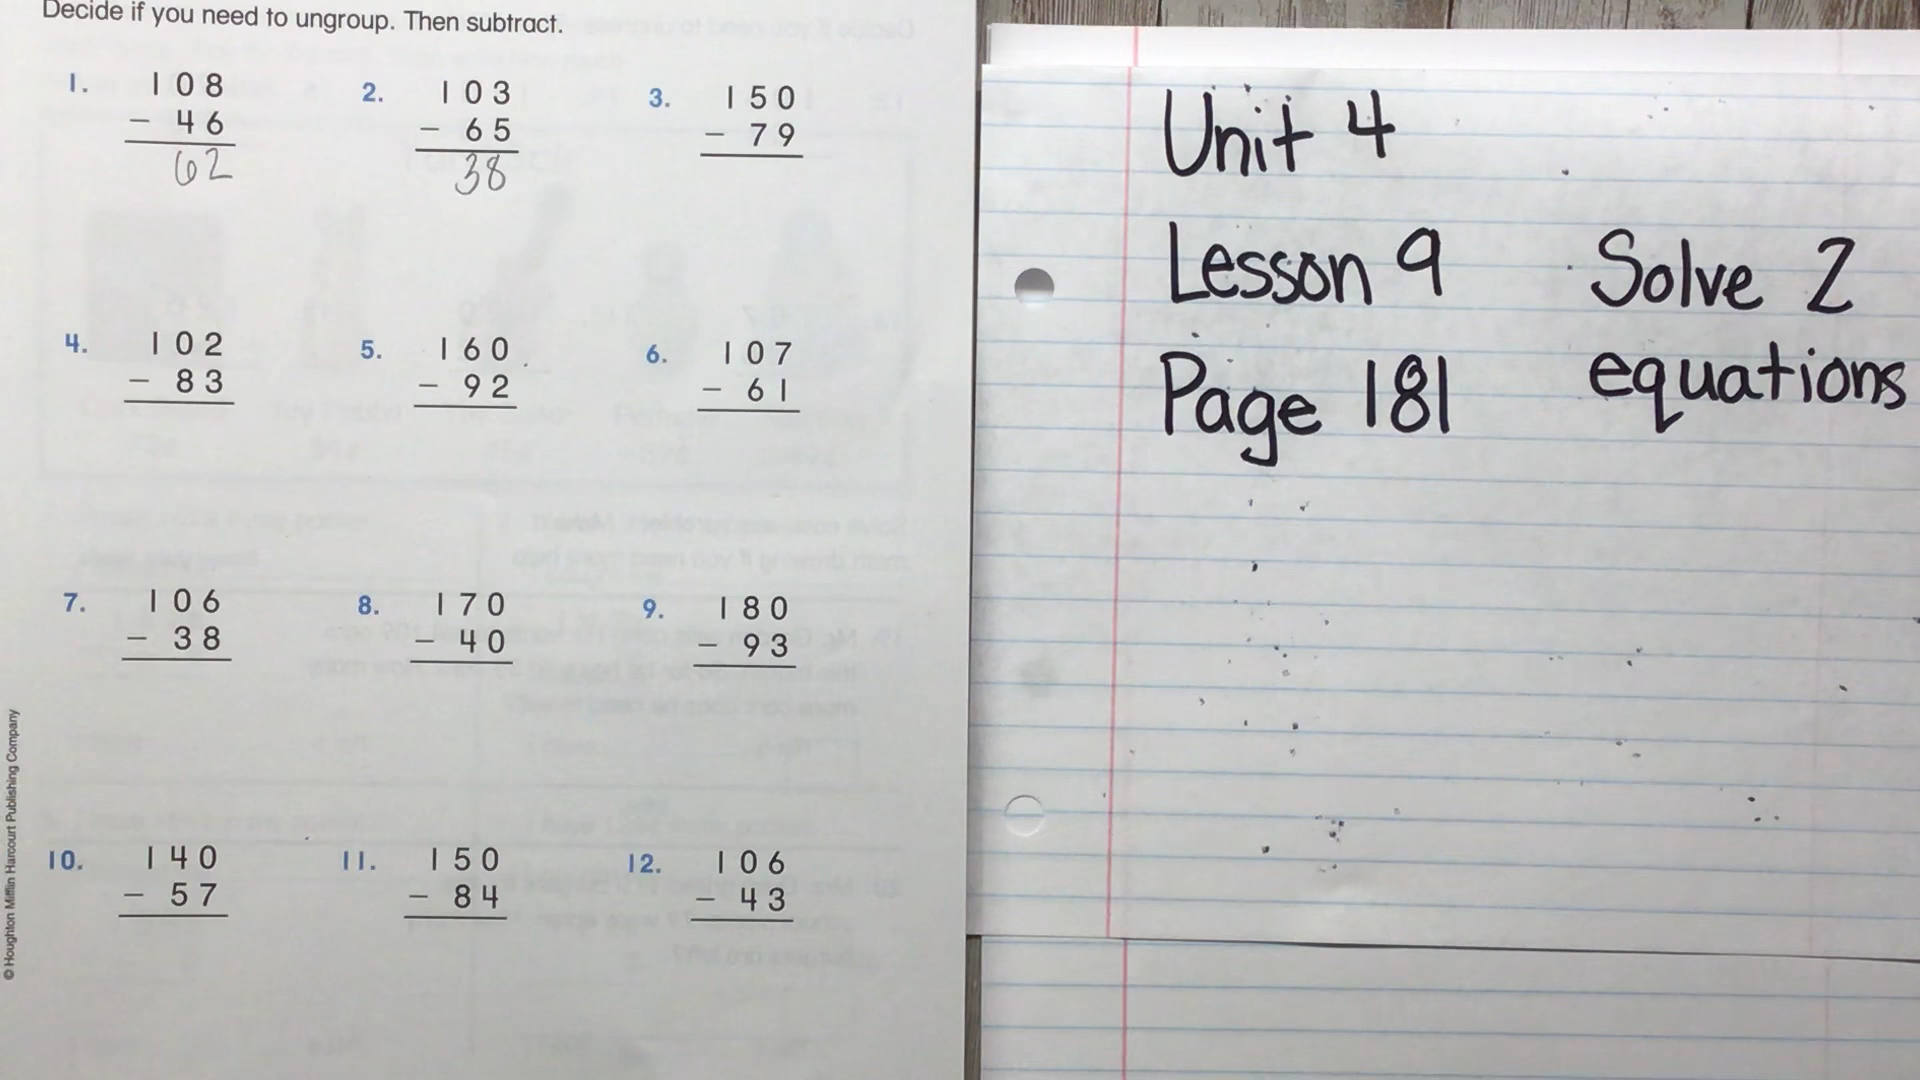 Decide if you need to ungroup. Then subtract.
1. 108 2. 103 3. 150
- 46 - 65 - 79
62 38
4. 102 5. 160 6. 107
- 83 - 92 - 61
7. 106 8. 170 9. 180
- 38 - 40 - 93
10. 140 11. 150 12. 106
- 57 - 84 - 43
© Houghton Mifflin Harcourt Publishing Company
Unit 4
Lesson 9
Page 181
Solve 2
equations